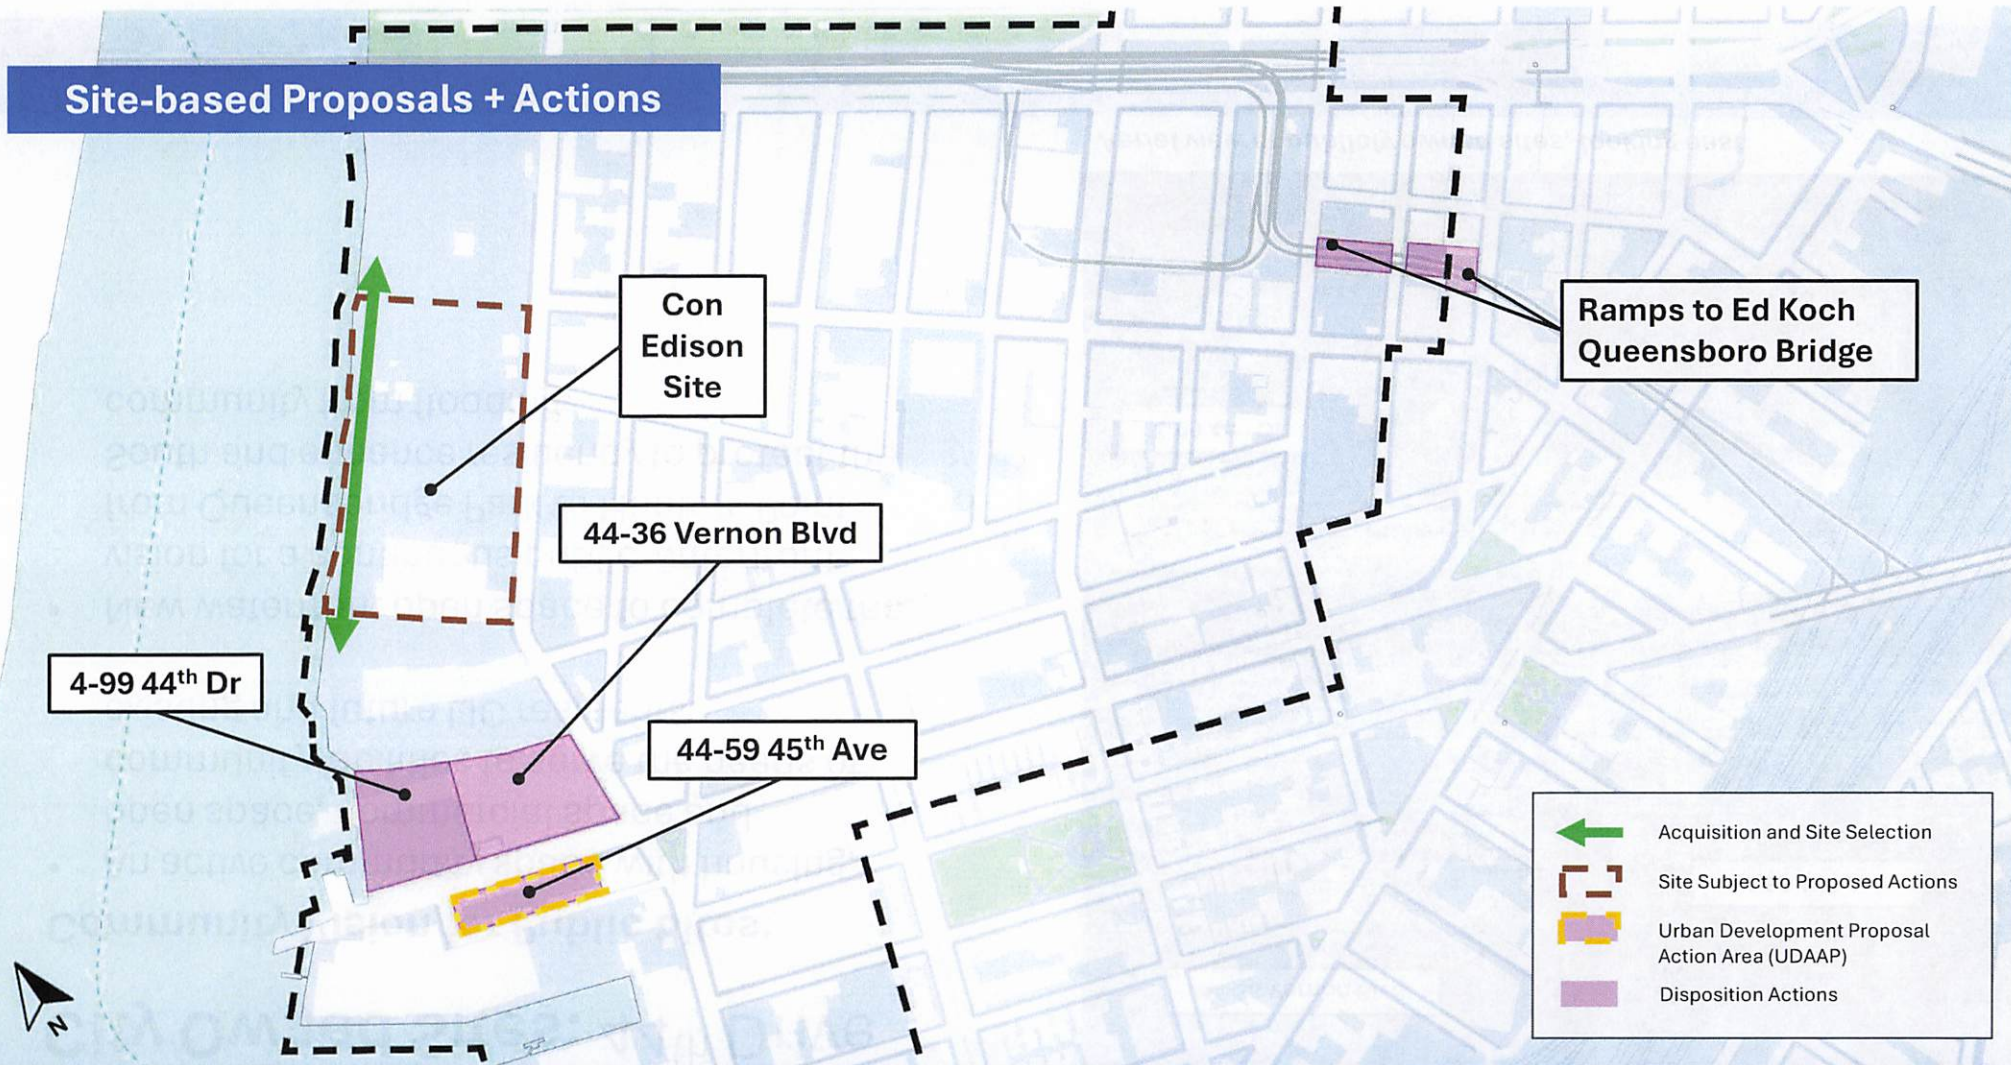 Site-based Proposals + Actions
Con
Edison
Site
Ramps to Ed Koch
Queensboro Bridge
44-36 Vernon Blvd
4-99 44th Dr
44-59 45th Ave
Acquisition and Site Selection
Site Subject to Proposed Actions
Urban Development Proposal
Action Area (UDAAP)
Disposition Actions
N